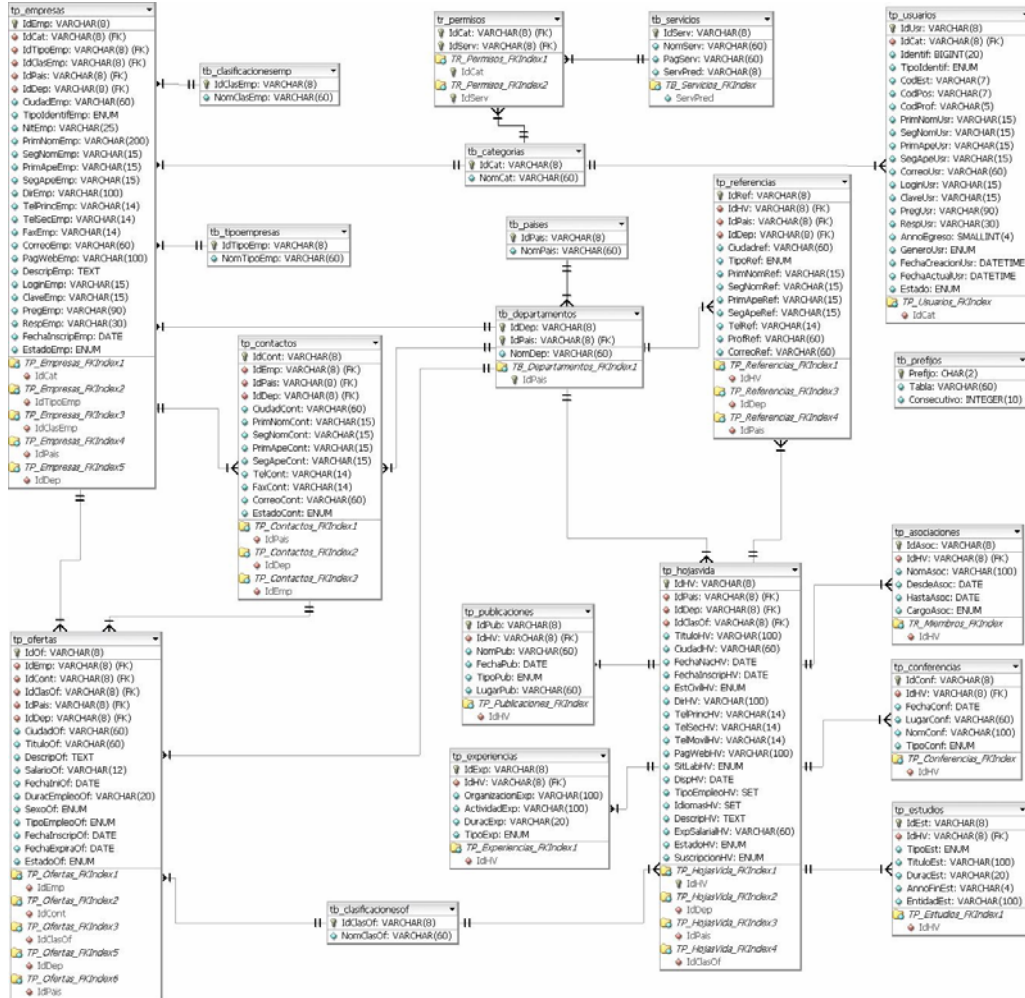 tp_empresas
IdEmp: VARCHAR(8)
IdCat: VARCHAR(8) (FK)
IdTipoEmp: VARCHAR(8) (FK)
IdClasEmp: VARCHAR(8) (FK)
IdPais: VARCHAR(8) (FK)
IdDep: VARCHAR(8) (FK)
CiudadEmp: VARCHAR(60)
TipoIdentifEmp: ENUM
NitEmp: VARCHAR(25)
PrimNomEmp: VARCHAR(200)
SegNomEmp: VARCHAR(15)
PrimApeEmp: VARCHAR(15)
SegApeEmp: VARCHAR(15)
DirEmp: VARCHAR(100)
TelPrincEmp: VARCHAR(14)
TelSecEmp: VARCHAR(14)
FaxEmp: VARCHAR(14)
CorreoEmp: VARCHAR(60)
PagWebEmp: VARCHAR(100)
DescripEmp: TEXT
LoginEmp: VARCHAR(15)
ClaveEmp: VARCHAR(15)
PregEmp: VARCHAR(90)
RespEmp: VARCHAR(30)
FechaInscripEmp: DATE
EstadoEmp: ENUM
TP_Empresas_FKIndex1
IdCat
TP_Empresas_FKIndex2
IdTipoEmp
TP_Empresas_FKIndex3
IdClasEmp
TP_Empresas_FKIndex4
IdPais
TP_Empresas_FKIndex5
IdDep
tb_clasificacionesemp
IdClasEmp: VARCHAR(8)
NomClasEmp: VARCHAR(60)
tr_permisos
IdCat: VARCHAR(8) (FK)
IdServ: VARCHAR(8) (FK)
TR_Permisos_FKIndex1
IdCat
TR_Permisos_FKIndex2
IdServ
tb_servicios
IdServ: VARCHAR(8)
NomServ: VARCHAR(60)
PagServ: VARCHAR(60)
ServPred: VARCHAR(8)
TB_Servicios_FKIndex
ServPred
tp_usuarios
IdUsr: VARCHAR(8)
IdCat: VARCHAR(8) (FK)
Identif: BIGINT(20)
TipoIdentif: ENUM
CodEst: VARCHAR(7)
CodPos: VARCHAR(7)
CodProf: VARCHAR(5)
PrimNomUsr: VARCHAR(15)
SegNomUsr: VARCHAR(15)
PrimApeUsr: VARCHAR(15)
SegApeUsr: VARCHAR(15)
CorreoUsr: VARCHAR(60)
LoginUsr: VARCHAR(15)
ClaveUsr: VARCHAR(15)
PregUsr: VARCHAR(90)
RespUsr: VARCHAR(30)
AnnoEgreso: SMALLINT(4)
GeneroUsr: ENUM
FechaCreacionUsr: DATETIME
FechaActualUsr: DATETIME
Estado: ENUM
TP_Usuarios_FKIndex
IdCat
tb_categorias
IdCat: VARCHAR(8)
NomCat: VARCHAR(60)
tp_referencias
IdRef: VARCHAR(8)
IdHV: VARCHAR(8) (FK)
IdPais: VARCHAR(8) (FK)
IdDep: VARCHAR(8) (FK)
Ciudadref: VARCHAR(60)
TipoRef: ENUM
PrimNomRef: VARCHAR(15)
SegNomRef: VARCHAR(15)
PrimApeRef: VARCHAR(15)
SegApeRef: VARCHAR(15)
TelRef: VARCHAR(14)
ProfRef: VARCHAR(60)
CorreoRef: VARCHAR(60)
TP_Referencias_FKIndex1
IdHV
TP_Referencias_FKIndex3
IdDep
TP_Referencias_FKIndex4
IdPais
tb_tipoempresas
IdTipoEmp: VARCHAR(8)
NomTipoEmp: VARCHAR(60)
tb_paises
IdPais: VARCHAR(8)
NomPais: VARCHAR(60)
tb_departamentos
IdDep: VARCHAR(8)
IdPais: VARCHAR(8) (FK)
NomDep: VARCHAR(60)
TB_Departamentos_FKIndex1
IdPais
tp_contactos
IdCont: VARCHAR(8)
IdEmp: VARCHAR(8) (FK)
IdPais: VARCHAR(8) (FK)
IdDep: VARCHAR(8) (FK)
CiudadCont: VARCHAR(60)
PrimNomCont: VARCHAR(15)
SegNomCont: VARCHAR(15)
PrimApeCont: VARCHAR(15)
SegApeCont: VARCHAR(15)
TelCont: VARCHAR(14)
FaxCont: VARCHAR(14)
CorreoCont: VARCHAR(60)
EstadoCont: ENUM
TP_Contactos_FKIndex1
IdPais
TP_Contactos_FKIndex2
IdDep
TP_Contactos_FKIndex3
IdEmp
tb_prefijos
Prefijo: CHAR(2)
Tabla: VARCHAR(60)
Consecutivo: INTEGER(10)
tp_ofertas
IdOf: VARCHAR(8)
IdEmp: VARCHAR(8) (FK)
IdCont: VARCHAR(8) (FK)
IdClasOf: VARCHAR(8) (FK)
IdPais: VARCHAR(8) (FK)
IdDep: VARCHAR(8) (FK)
CiudadOf: VARCHAR(60)
TituloOf: VARCHAR(60)
DescripOf: TEXT
SalarioOf: VARCHAR(12)
FechaIniOf: DATE
DuracEmpleoOf: VARCHAR(20)
SexoOf: ENUM
TipoEmpleoOf: ENUM
FechaInscripOf: DATE
FechaExpiraOf: DATE
EstadoOf: ENUM
TP_Ofertas_FKIndex1
IdEmp
TP_Ofertas_FKIndex2
IdCont
TP_Ofertas_FKIndex3
IdClasOf
TP_Ofertas_FKIndex5
IdDep
TP_Ofertas_FKIndex6
IdPais
tp_publicaciones
IdPub: VARCHAR(8)
IdHV: VARCHAR(8) (FK)
NomPub: VARCHAR(60)
FechaPub: DATE
TipoPub: ENUM
LugarPub: VARCHAR(60)
TP_Publicaciones_FKIndex
IdHV
tp_experiencias
IdExp: VARCHAR(8)
IdHV: VARCHAR(8) (FK)
OrganizacionExp: VARCHAR(100)
ActividadExp: VARCHAR(100)
DuracExp: VARCHAR(20)
TipoExp: ENUM
TP_Experiencias_FKIndex1
IdHV
tb_clasificacionesof
IdClasOf: VARCHAR(8)
NomClasOf: VARCHAR(60)
tp_hojasvida
IdHV: VARCHAR(8)
IdPais: VARCHAR(8) (FK)
IdDep: VARCHAR(8) (FK)
IdClasOf: VARCHAR(8) (FK)
TituloHV: VARCHAR(100)
CiudadHV: VARCHAR(60)
FechaNacHV: DATE
FechaInscripHV: DATE
EstCivilHV: ENUM
DirHV: VARCHAR(100)
TelPrincHV: VARCHAR(14)
TelSecHV: VARCHAR(14)
TelMovilHV: VARCHAR(14)
PagWebHV: VARCHAR(100)
SitLabHV: ENUM
DispHV: DATE
TipoEmpleoHV: SET
IdiomasHV: SET
DescripHV: TEXT
ExpSalarialHV: VARCHAR(60)
EstadoHV: ENUM
SuscripcionHV: ENUM
TP_HojasVida_FKIndex1
IdHV
TP_HojasVida_FKIndex2
IdDep
TP_HojasVida_FKIndex3
IdPais
TP_HojasVida_FKIndex4
IdClasOf
tp_asociaciones
IdAsoc: VARCHAR(8)
IdHV: VARCHAR(8) (FK)
NomAsoc: VARCHAR(100)
DesdeAsoc: DATE
HastaAsoc: DATE
CargoAsoc: ENUM
TR_Miembros_FKIndex
IdHV
tp_conferencias
IdConf: VARCHAR(8)
IdHV: VARCHAR(8) (FK)
FechaConf: DATE
LugarConf: VARCHAR(60)
NomConf: VARCHAR(100)
TipoConf: ENUM
TP_Conferencias_FKIndex
IdHV
tp_estudios
IdEst: VARCHAR(8)
IdHV: VARCHAR(8) (FK)
TipoEst: ENUM
TituloEst: VARCHAR(100)
DuracEst: VARCHAR(20)
AnnoFinEst: VARCHAR(4)
EntidadEst: VARCHAR(100)
TP_Estudios_FKIndex1
IdHV